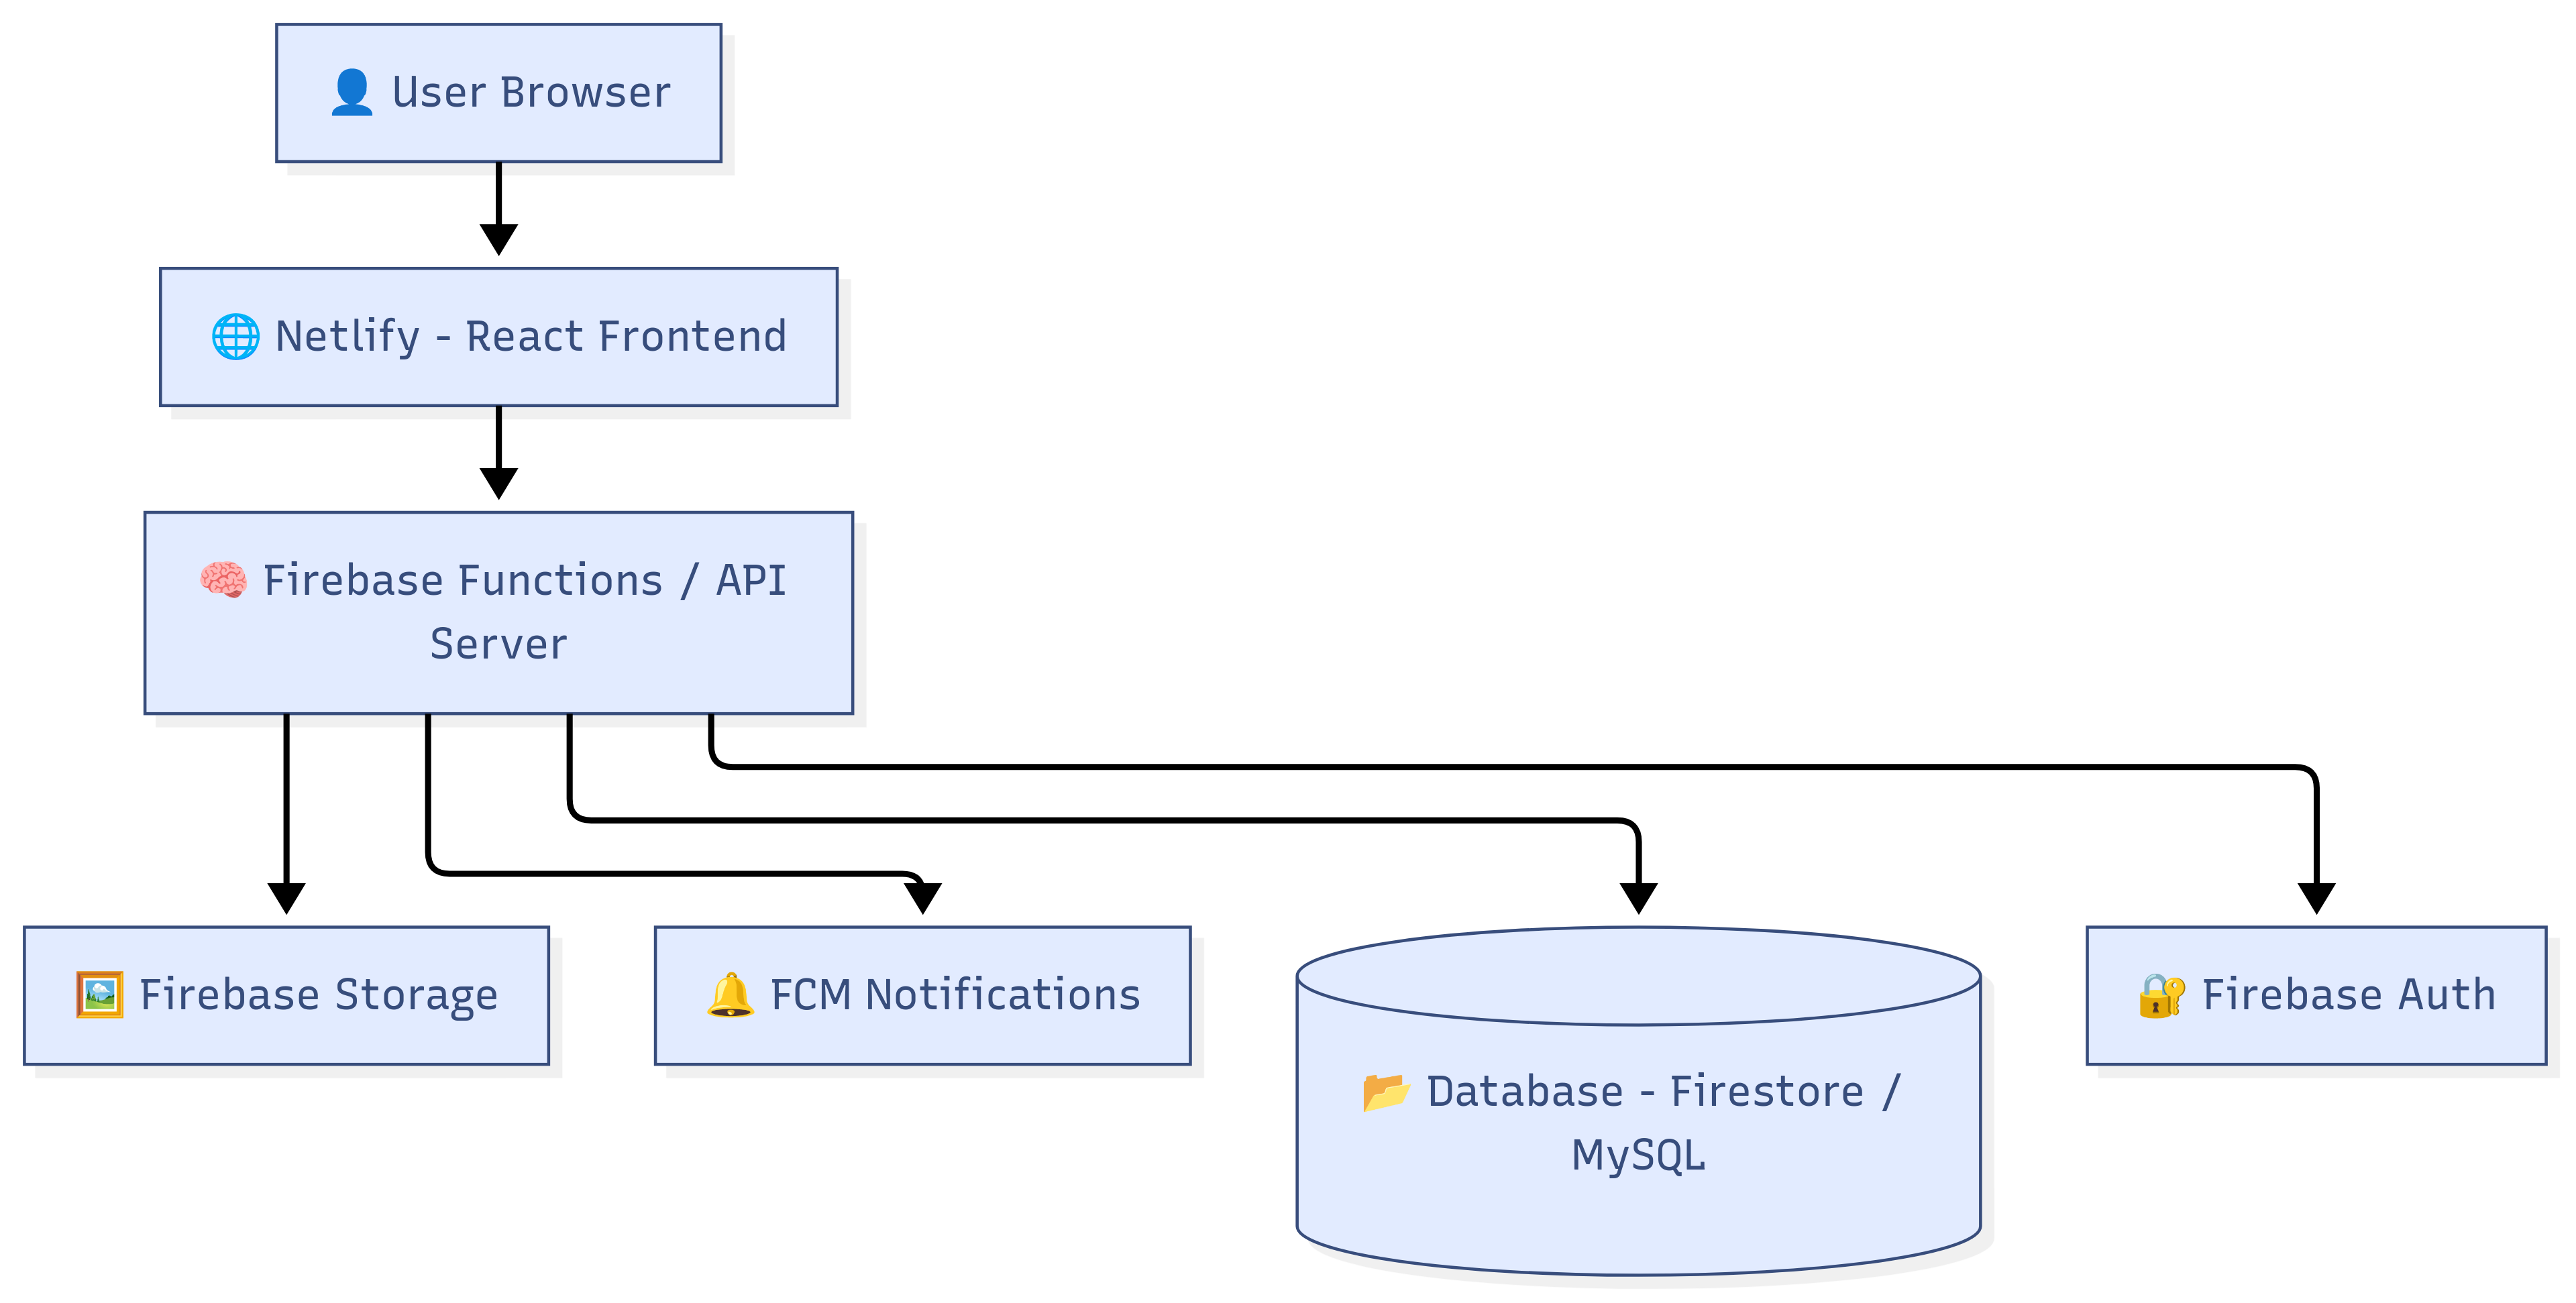 👤 User Browser
🌐 Netlify - React Frontend
🧠 Firebase Functions / API
Server
🖼️ Firebase Storage
🔔 FCM Notifications
📂 Database - Firestore /
MySQL
🔐 Firebase Auth